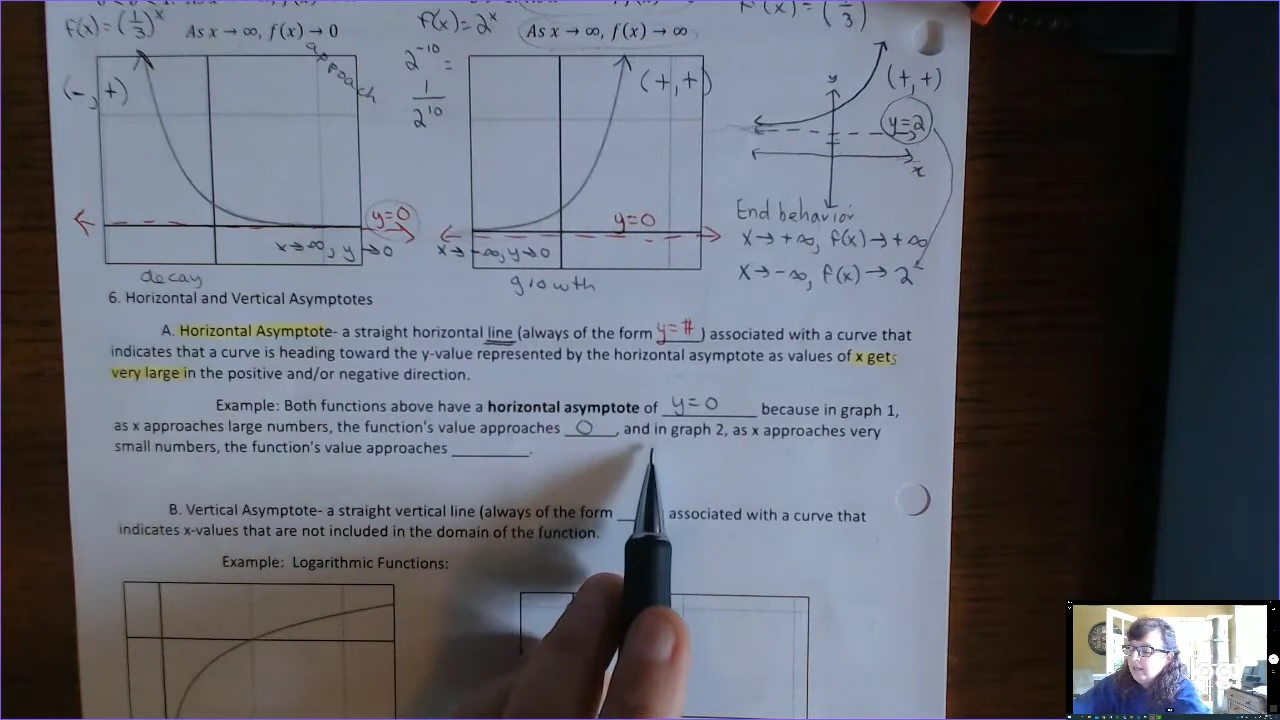 f(x)=(1/3)^x
As x → ∞, f(x) → 0
f(x)=2^x
As x → ∞, f(x) → ∞
approach
(-, +)
2^-10 =
1/2^10
(+,+)
y
(+,+)
y=2
x
y=0
x→∞, y→0
y=0
x→-∞, y→0
End behavior
x→+∞, f(x)→+∞
x→-∞, f(x)→2
decay
growth
6. Horizontal and Vertical Asymptotes
A. Horizontal Asymptote- a straight horizontal line (always of the form y=# ) associated with a curve that
indicates that a curve is heading toward the y-value represented by the horizontal asymptote as values of x gets
very large in the positive and/or negative direction.
Example: Both functions above have a horizontal asymptote of y=0 because in graph 1,
as x approaches large numbers, the function's value approaches 0, and in graph 2, as x approaches very
small numbers, the function's value approaches ________.
B. Vertical Asymptote- a straight vertical line (always of the form __ associated with a curve that
indicates x-values that are not included in the domain of the function.
Example: Logarithmic Functions: